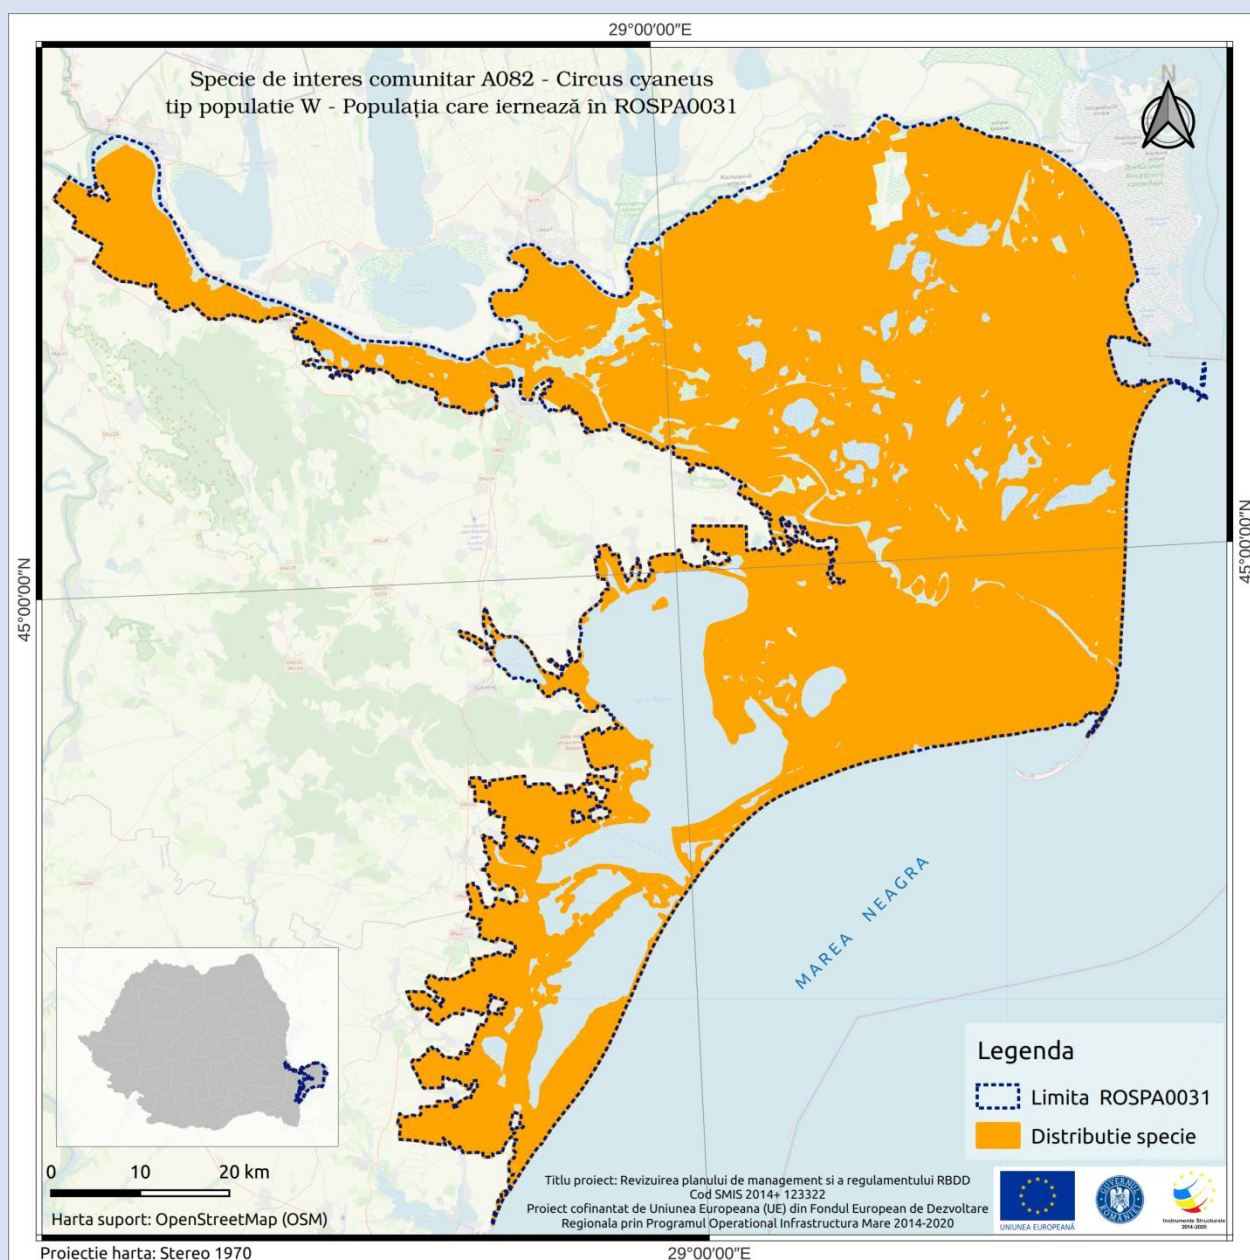 29°00'00"E
Specie de interes comunitar A082 - Circus cyaneus
tip populatie W - Populația care iernează în ROSPA0031
N
45°00'00"N
45°00'00"N
MAREA NEAGRA
Legenda
Limita ROSPA0031
Distributie specie
0 10 20 km
Harta suport: OpenStreetMap (OSM)
Titlu proiect: Revizuirea planului de management si a regulamentului RBDD
Cod SMIS 2014+ 123322
Proiect cofinantat de Uniunea Europeana (UE) din Fondul European de Dezvoltare
Regionala prin Programul Operational Infrastructura Mare 2014-2020
UNIUNEA EUROPEANĂ
GUVERNUL ROMÂNIEI
Instrumente Structurale
2014-2020
Proiectie harta: Stereo 1970
29°00'00"E